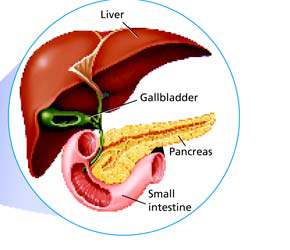 Liver
Gallbladder
Pancreas
Small
intestine